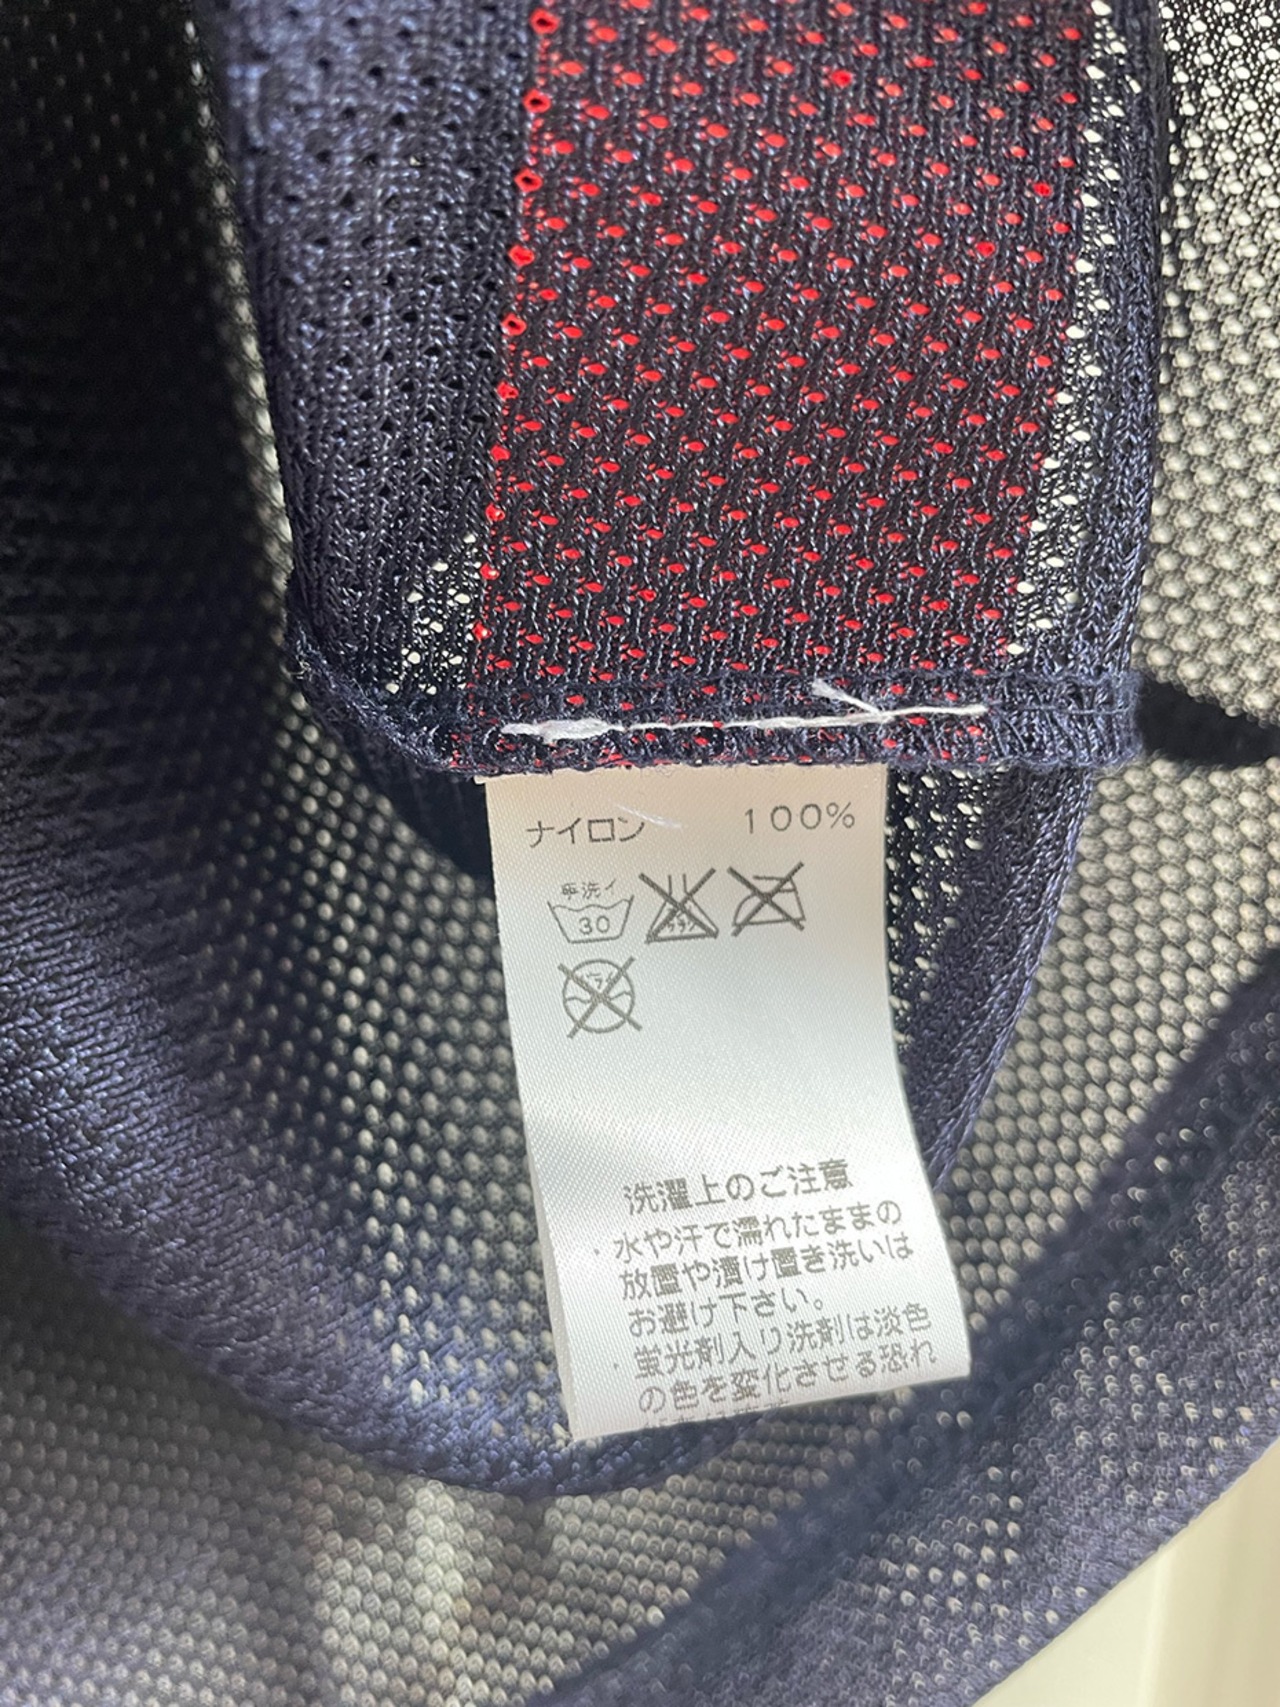 ナイロン 100%
手洗イ
30
洗濯上のご注意
・水や汗で濡れたままの
放置や漬け置き洗いは
お避け下さい。
・蛍光剤入り洗剤は淡色
の色を変化させる恐れ